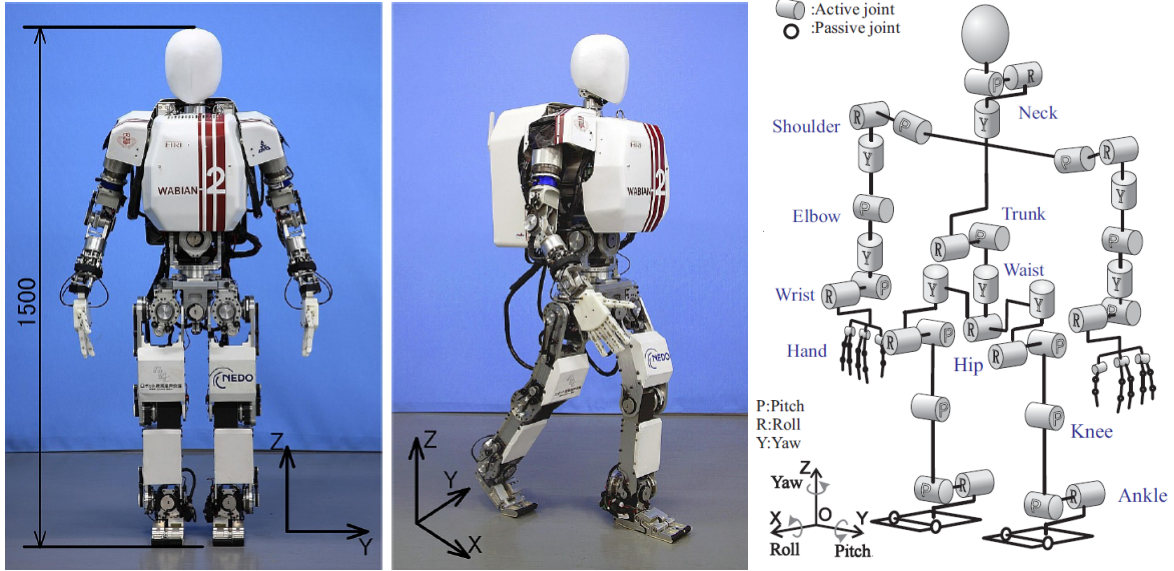 1500
WABIAN-2
NEDO
Z
Y
WABIAN-2
NEDO
Z
Y
X
:Active joint
:Passive joint
P
R
Neck
Y
Shoulder
R
P
P
R
Y
Y
Elbow
P
Trunk
P
R
P
Y
Y
Waist
Y
Y
Y
Wrist
R
P
R
P
Hand
R
P
R
Hip
R
P
P:Pitch
R:Roll
Y:Yaw
P
P
Knee
Z
Yaw
P
R
P
R
Ankle
O
X
Y
Roll
Pitch